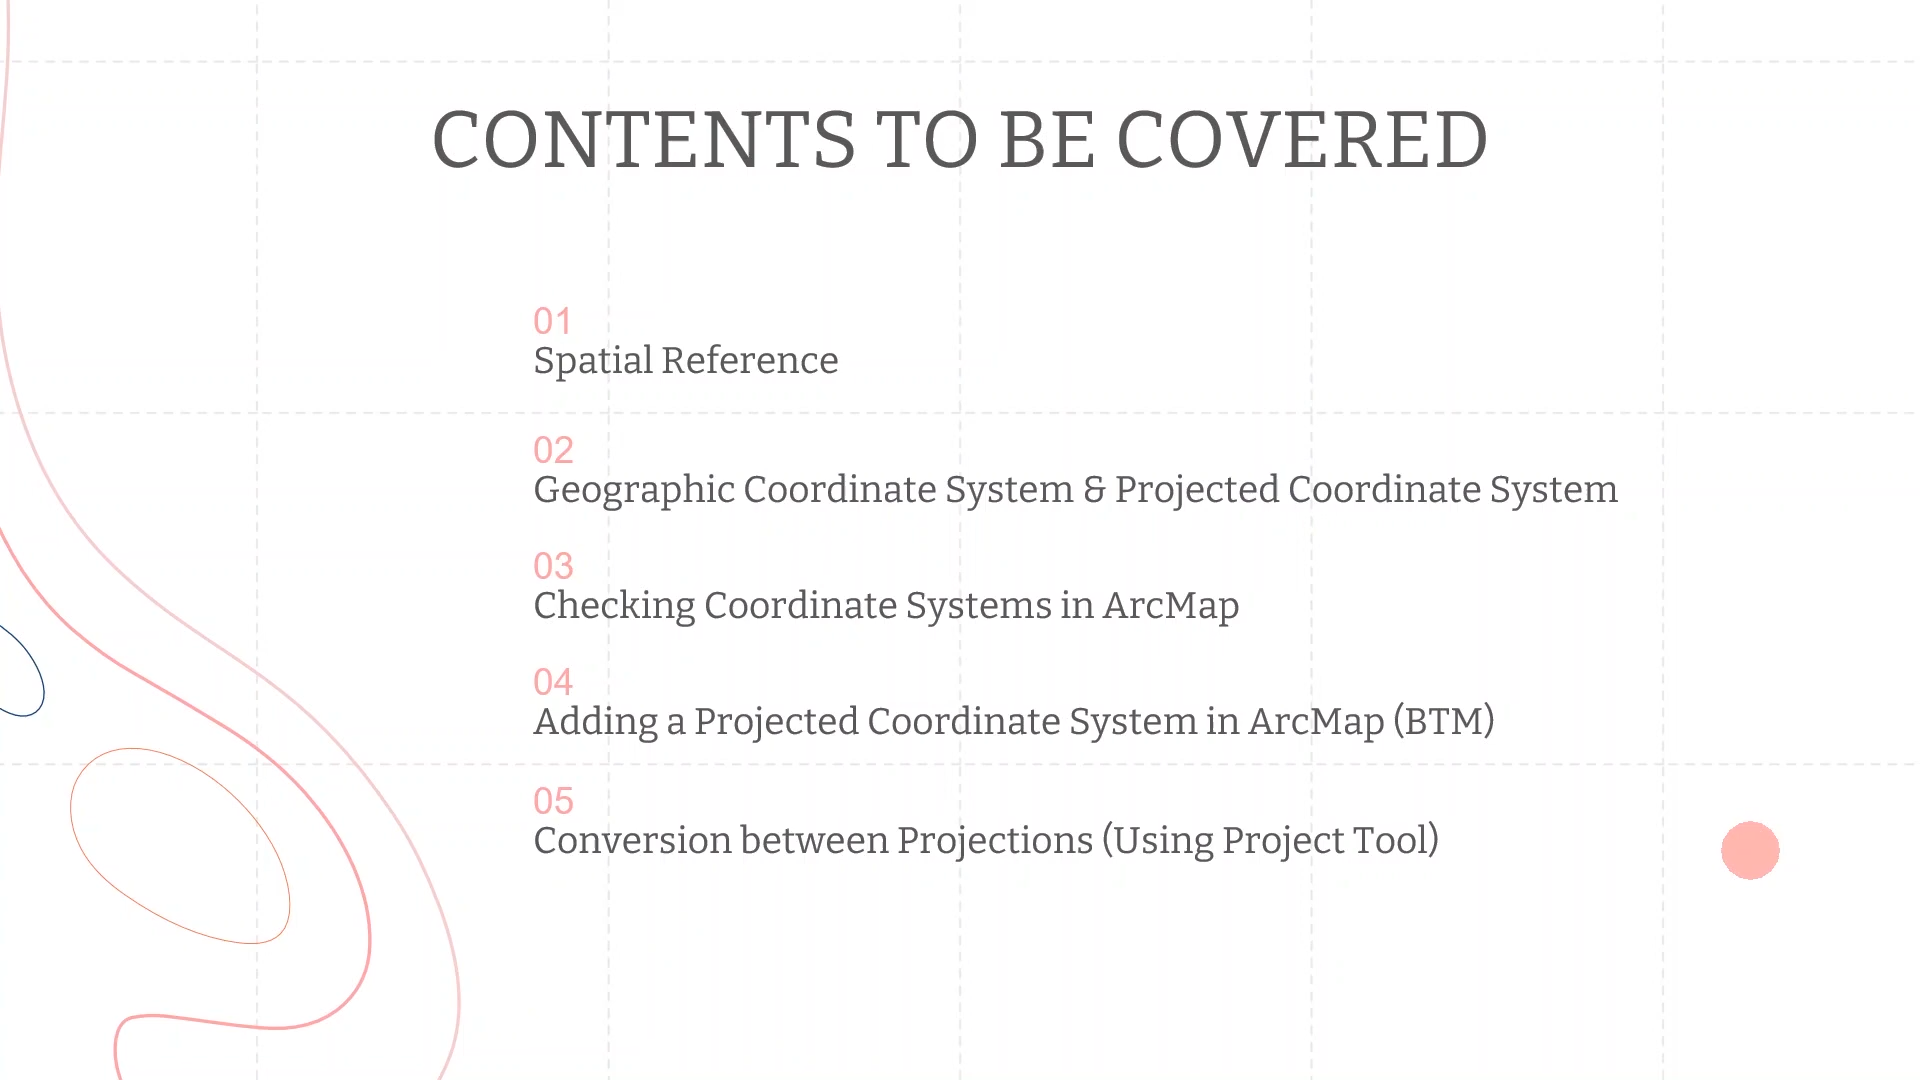 CONTENTS TO BE COVERED
01
Spatial Reference
02
Geographic Coordinate System & Projected Coordinate System
03
Checking Coordinate Systems in ArcMap
04
Adding a Projected Coordinate System in ArcMap (BTM)
05
Conversion between Projections (Using Project Tool)